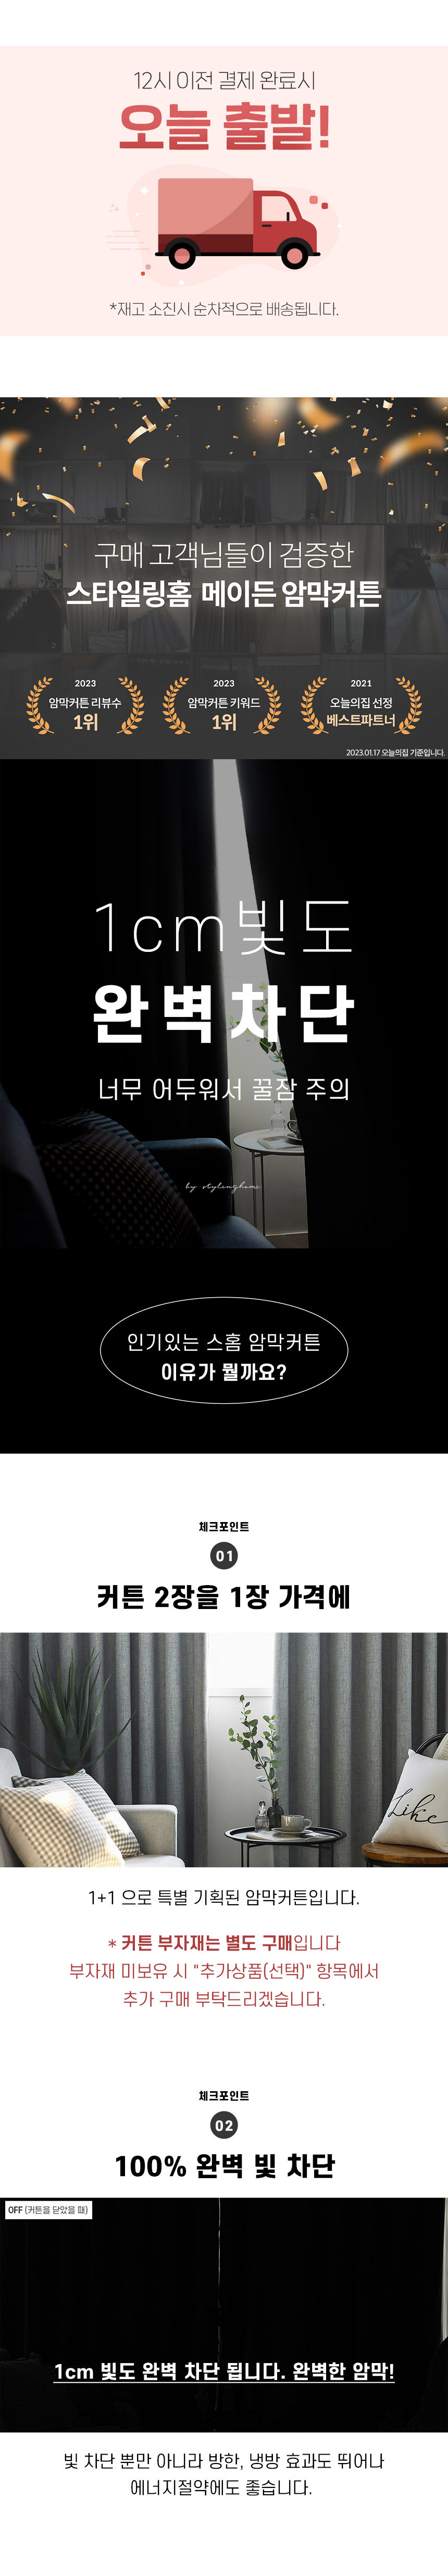 12시 이전 결제 완료시
오늘 출발!
*재고 소진시 순차적으로 배송됩니다.
구매 고객님들이 검증한
스타일링홈 메이든 암막커튼
2023
암막커튼 리뷰수
1위
2023
암막커튼 키워드
1위
2021
오늘의집 선정
베스트파트너
2023.01.17 오늘의집 기준입니다.
1cm빛도
완벽차단
너무 어두워서 꿀잠 주의
by stylinghome
인기있는 스홈 암막커튼
이유가 뭘까요?
체크포인트
01
커튼 2장을 1장 가격에
Like
1+1 으로 특별 기획된 암막커튼입니다.
* 커튼 부자재는 별도 구매입니다
부자재 미보유 시 "추가상품(선택)" 항목에서
추가 구매 부탁드리겠습니다.
체크포인트
02
100% 완벽 빛 차단
OFF (커튼을 닫았을 때)
1cm 빛도 완벽 차단 됩니다. 완벽한 암막!
빛 차단 뿐만 아니라 방한, 냉방 효과도 뛰어나
에너지절약에도 좋습니다.